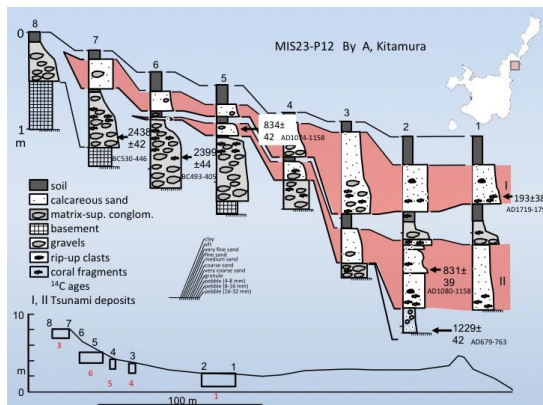 MIS23-P12 By A, Kitamura
8
7
6
5
4
3
2
1
0
1
m
2438
±42
BC530-446
2399
±44
BC493-405
834±
42 AD1074-1158
193±38
I
831±
39
AD1080-1158
II
1229±
42 AD679-763
soil
calcareous sand
matrix-sup. conglom.
basement
gravels
rip-up clasts
coral fragments
14C ages
I, II Tsunami deposits
clay
silt
very fine sand
fine sand
medium sand
coarse sand
very coarse sand
granule
pebble (4-8 mm)
pebble (8-16 mm)
pebble (16-32 mm)
10
m
0
8 7
6
5
4
3
2 1
3
6
5
4
1
100 m